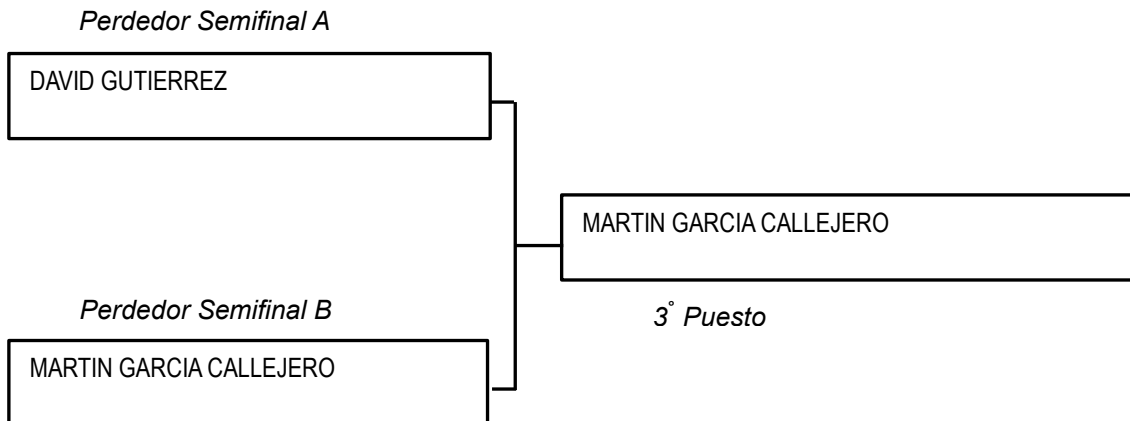 Perdedor Semifinal A
DAVID GUTIERREZ
MARTIN GARCIA CALLEJERO
Perdedor Semifinal B
3° Puesto
MARTIN GARCIA CALLEJERO